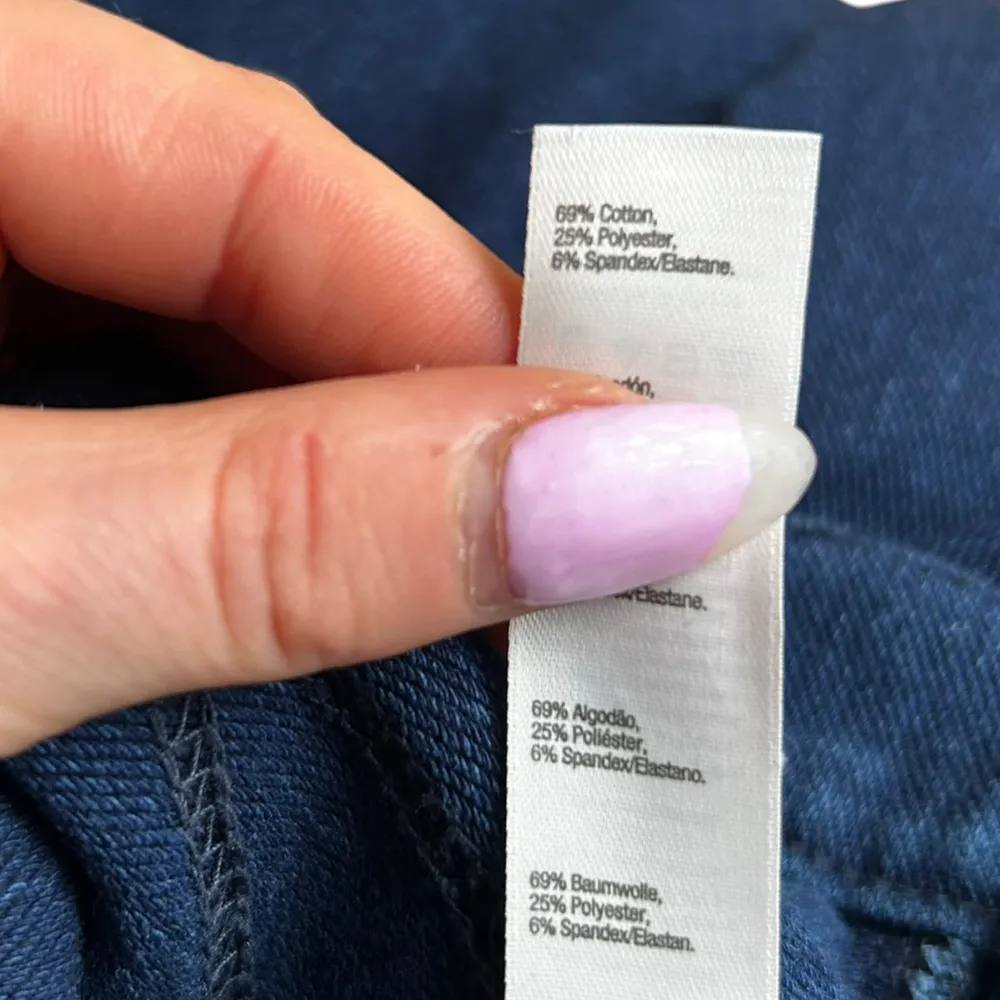 69% Cotton,
25% Polyester,
6% Spandex/Elastane.
69% Algodão,
25% Poliéster,
6% Spandex/Elastano.
69% Baumwolle,
25% Polyester,
6% Spandex/Elastan.